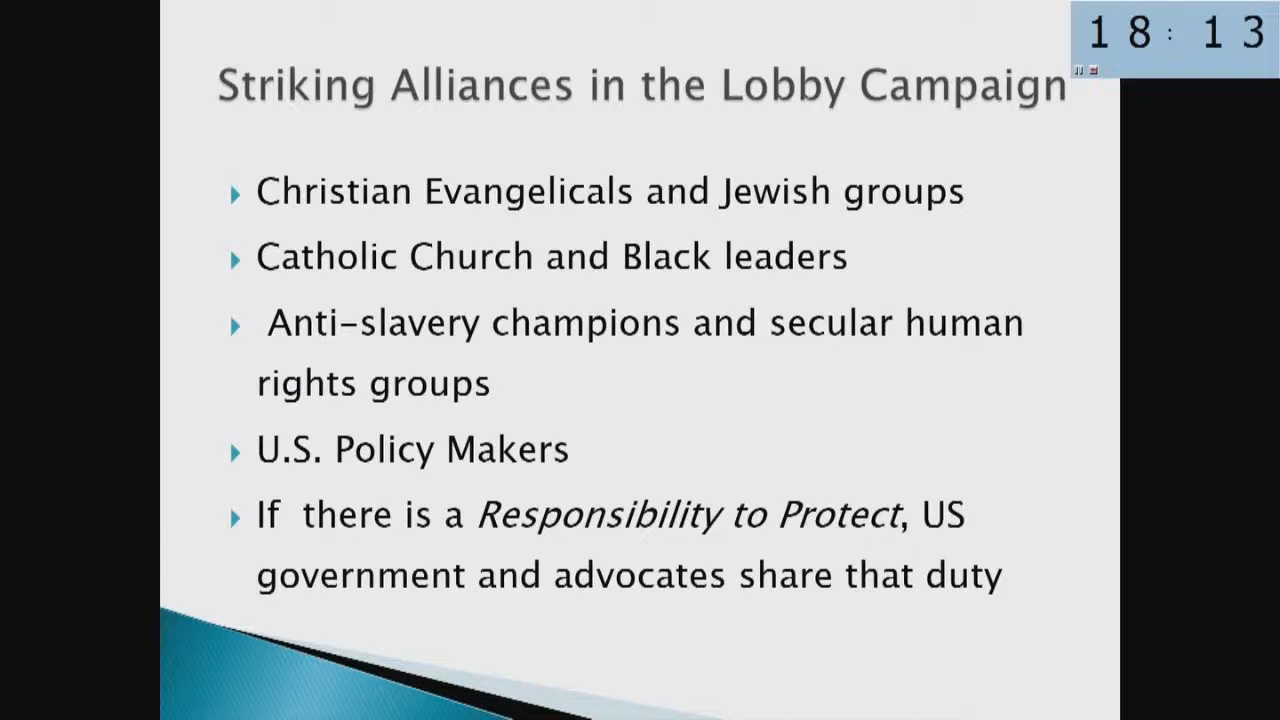 18:13
Striking Alliances in the Lobby Campaign
Christian Evangelicals and Jewish groups
Catholic Church and Black leaders
Anti-slavery champions and secular human
rights groups
U.S. Policy Makers
If there is a Responsibility to Protect, US
government and advocates share that duty